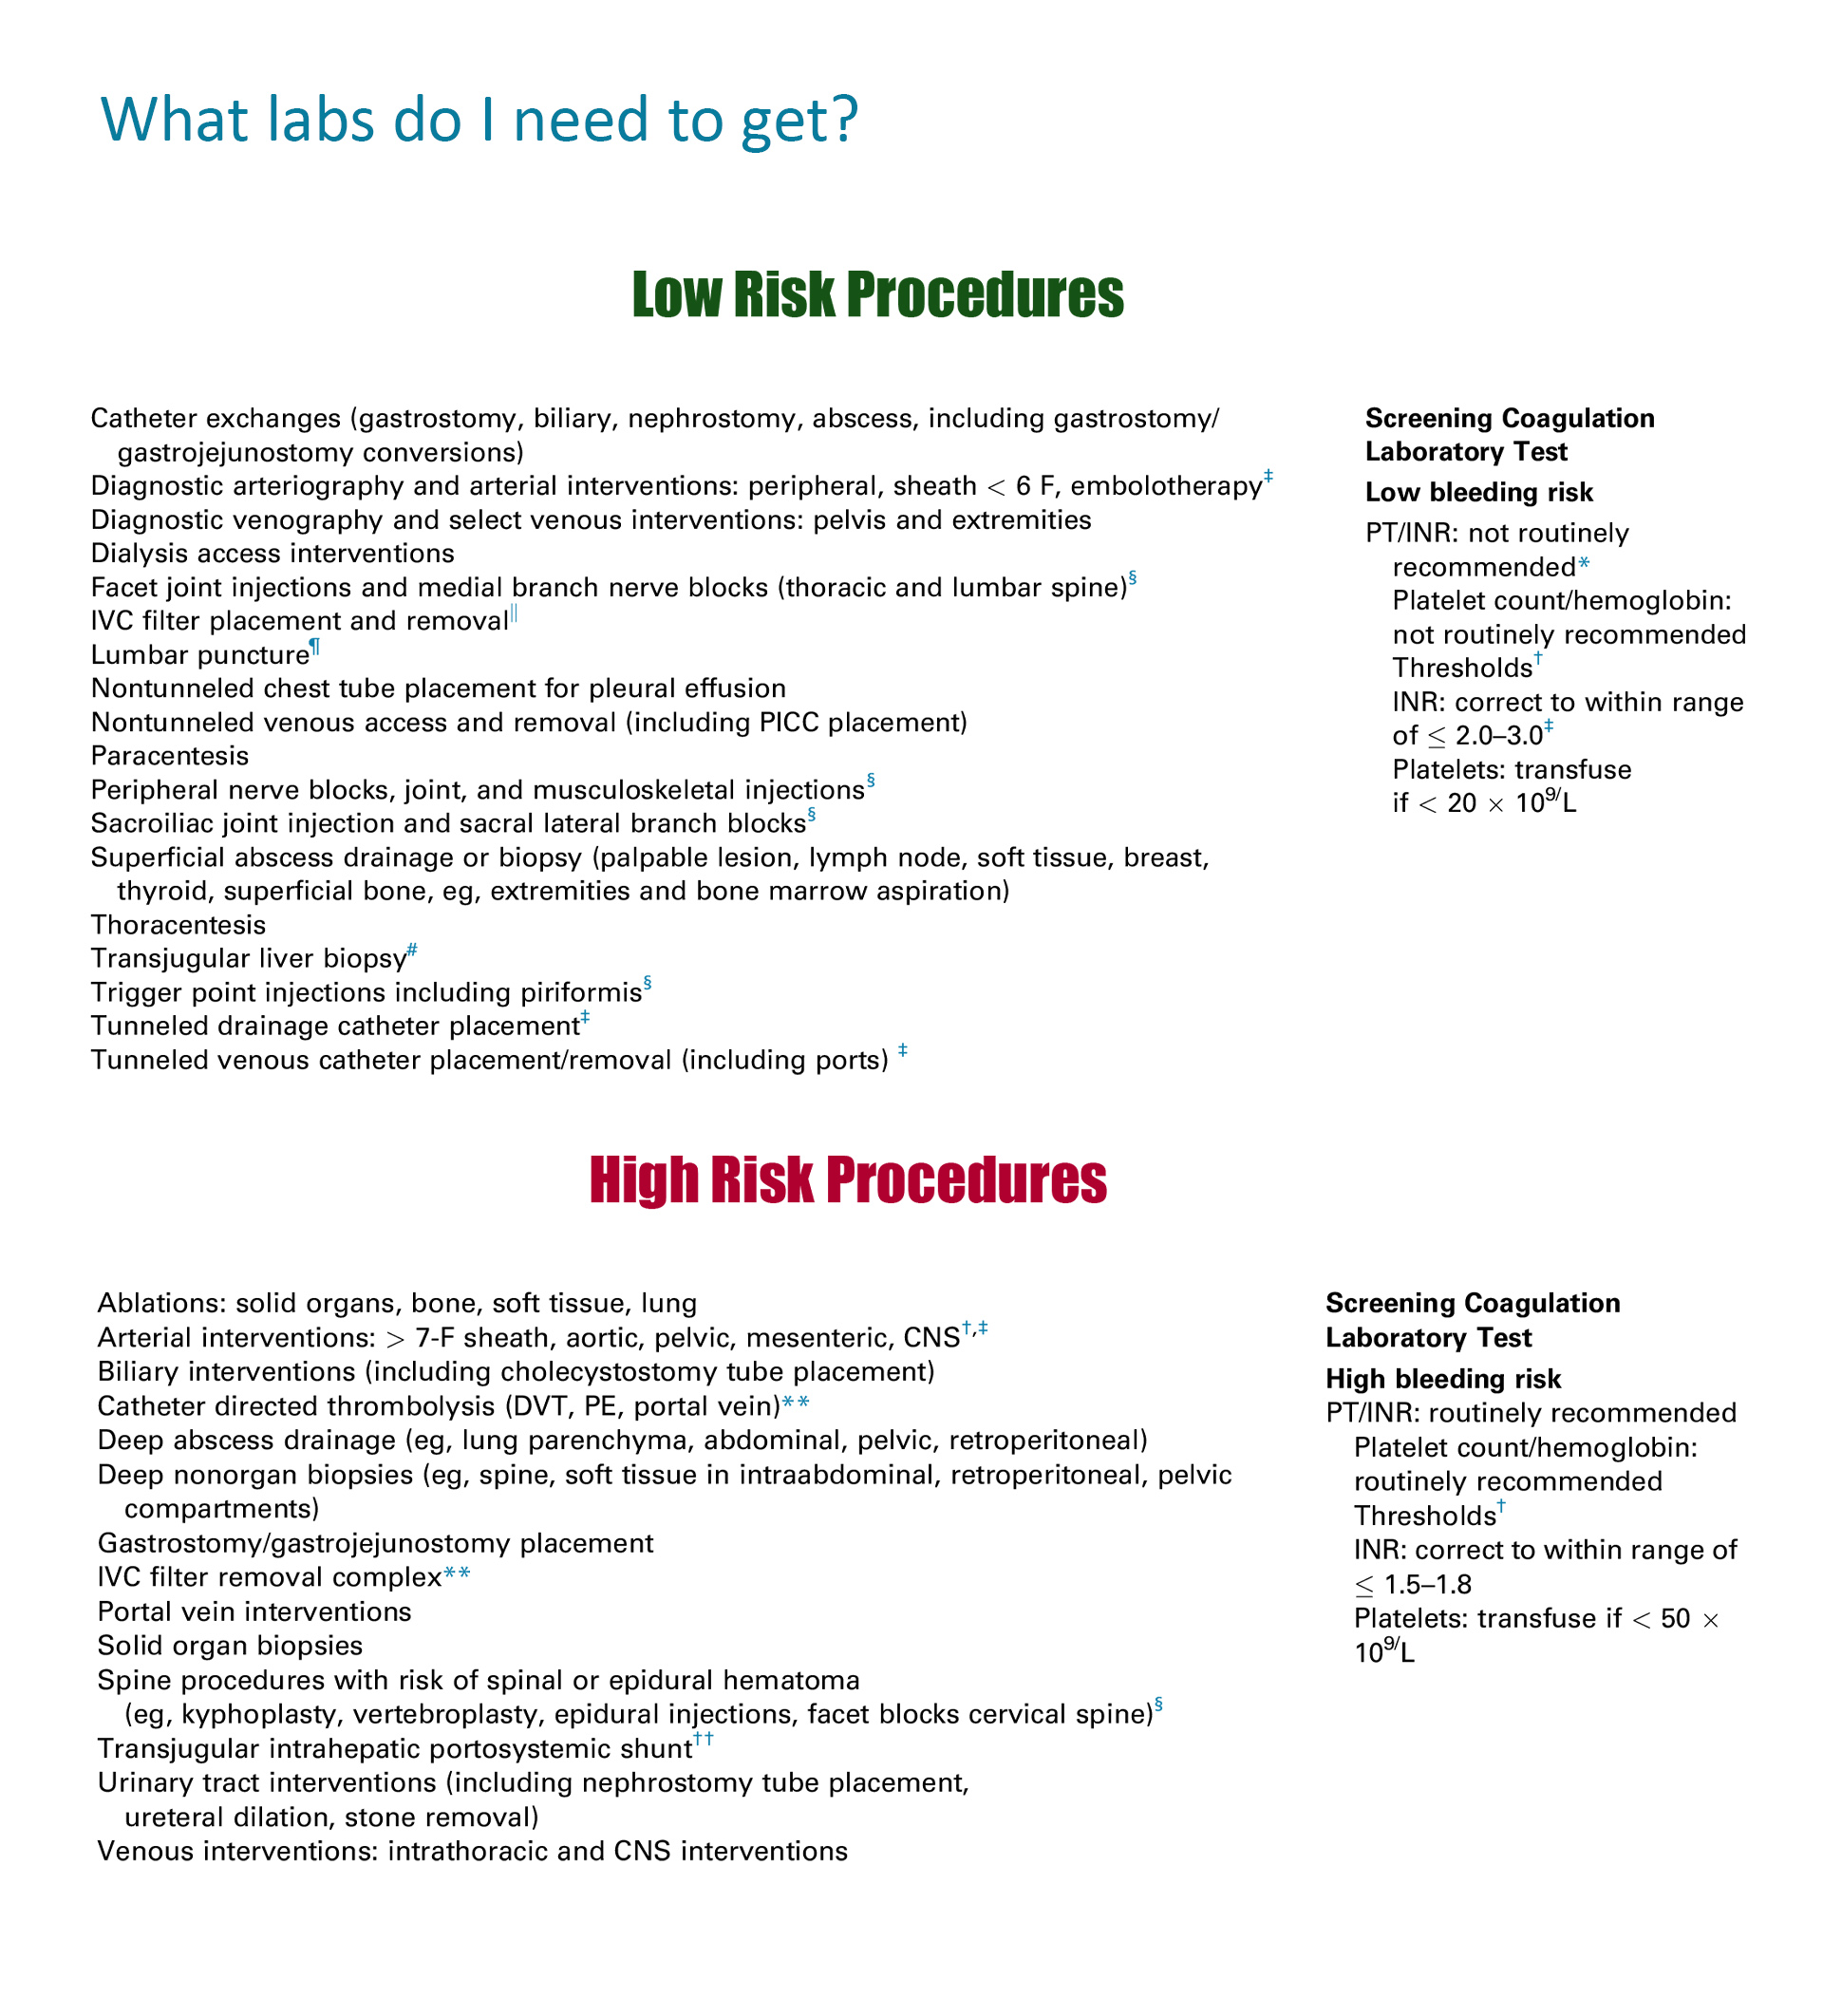 What labs do I need to get?
Low Risk Procedures
Catheter exchanges (gastrostomy, biliary, nephrostomy, abscess, including gastrostomy/
gastrojejunostomy conversions)
Diagnostic arteriography and arterial interventions: peripheral, sheath < 6 F, embolotherapy‡
Diagnostic venography and select venous interventions: pelvis and extremities
Dialysis access interventions
Facet joint injections and medial branch nerve blocks (thoracic and lumbar spine)§
IVC filter placement and removal||
Lumbar puncture¶
Nontunneled chest tube placement for pleural effusion
Nontunneled venous access and removal (including PICC placement)
Paracentesis
Peripheral nerve blocks, joint, and musculoskeletal injections§
Sacroiliac joint injection and sacral lateral branch blocks§
Superficial abscess drainage or biopsy (palpable lesion, lymph node, soft tissue, breast,
thyroid, superficial bone, eg, extremities and bone marrow aspiration)
Thoracentesis
Transjugular liver biopsy#
Trigger point injections including piriformis§
Tunneled drainage catheter placement‡
Tunneled venous catheter placement/removal (including ports) ‡
Screening Coagulation
Laboratory Test
Low bleeding risk
PT/INR: not routinely
recommended*
Platelet count/hemoglobin:
not routinely recommended
Thresholds†
INR: correct to within range
of ≤ 2.0–3.0‡
Platelets: transfuse
if < 20 × 10⁹/L
High Risk Procedures
Ablations: solid organs, bone, soft tissue, lung
Arterial interventions: > 7-F sheath, aortic, pelvic, mesenteric, CNS†,‡
Biliary interventions (including cholecystostomy tube placement)
Catheter directed thrombolysis (DVT, PE, portal vein)**
Deep abscess drainage (eg, lung parenchyma, abdominal, pelvic, retroperitoneal)
Deep nonorgan biopsies (eg, spine, soft tissue in intraabdominal, retroperitoneal, pelvic
compartments)
Gastrostomy/gastrojejunostomy placement
IVC filter removal complex**
Portal vein interventions
Solid organ biopsies
Spine procedures with risk of spinal or epidural hematoma
(eg, kyphoplasty, vertebroplasty, epidural injections, facet blocks cervical spine)§
Transjugular intrahepatic portosystemic shunt††
Urinary tract interventions (including nephrostomy tube placement,
ureteral dilation, stone removal)
Venous interventions: intrathoracic and CNS interventions
Screening Coagulation
Laboratory Test
High bleeding risk
PT/INR: routinely recommended
Platelet count/hemoglobin:
routinely recommended
Thresholds†
INR: correct to within range of
≤ 1.5–1.8
Platelets: transfuse if < 50 ×
10⁹/L